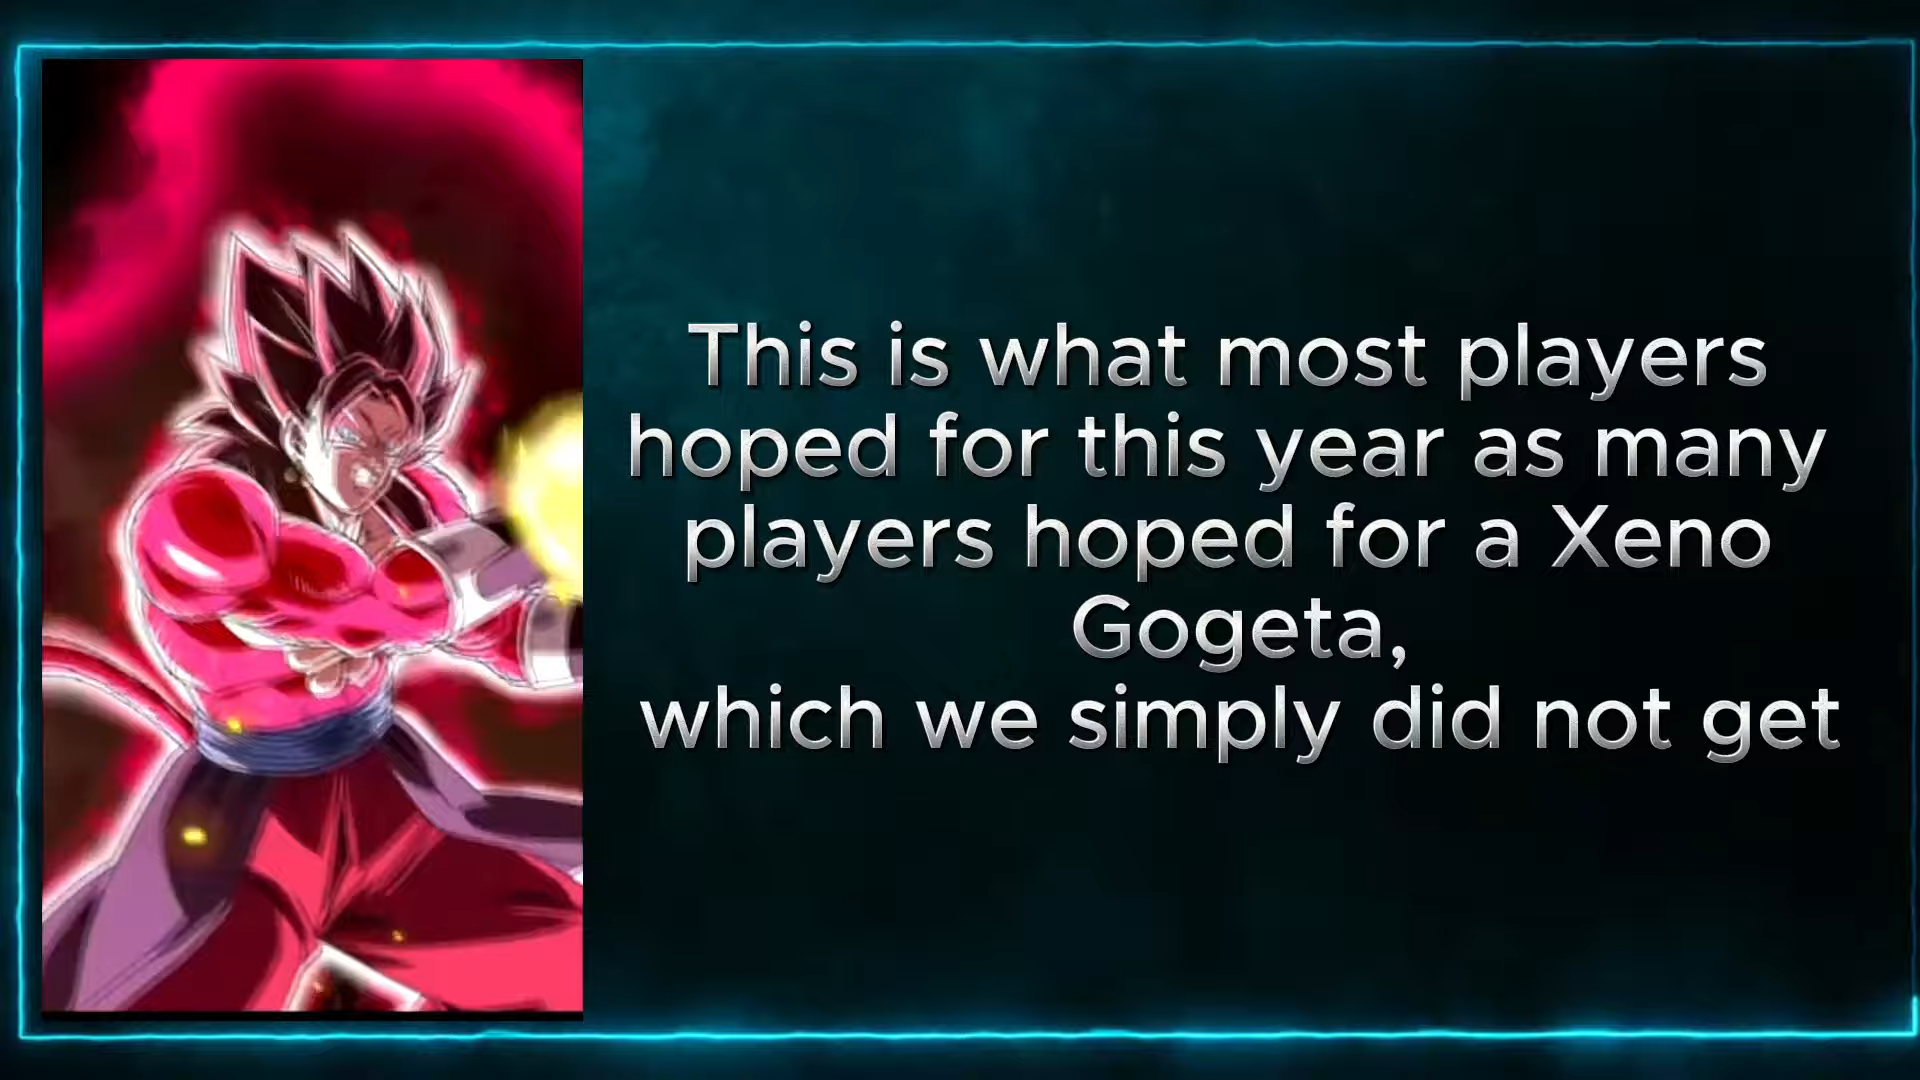 This is what most players
hoped for this year as many
players hoped for a Xeno
Gogeta,
which we simply did not get